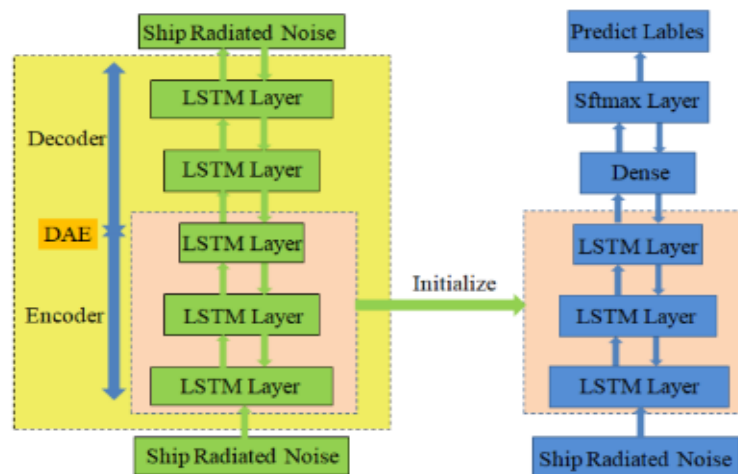 Ship Radiated Noise
LSTM Layer
Decoder
LSTM Layer
DAE
LSTM Layer
Encoder
LSTM Layer
LSTM Layer
Ship Radiated Noise
Initialize
Predict Lables
Sftmax Layer
Dense
LSTM Layer
LSTM Layer
LSTM Layer
Ship Radiated Noise